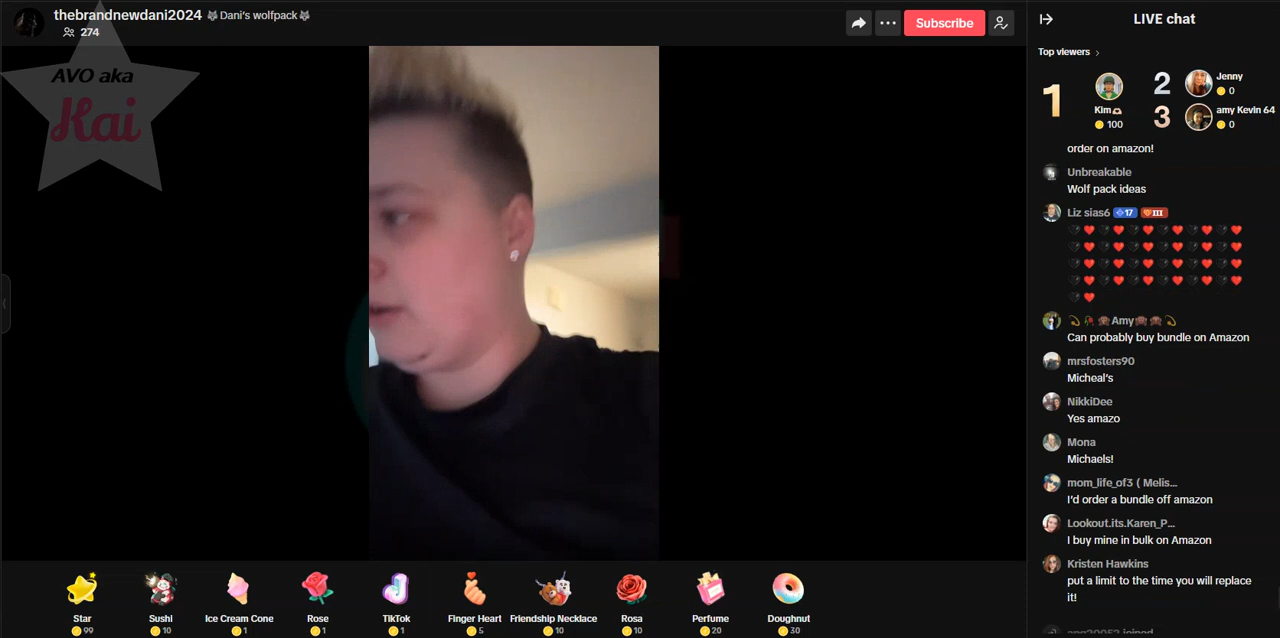 thebrandnewdani2024 🐺Dani's wolfpack🐺
274
Subscribe
AVO aka
Kai
LIVE chat
Top viewers >
1
Kim
100
2
Jenny
0
3
amy Kevin 64
0
order on amazon!
Unbreakable
Wolf pack ideas
Liz sias6 17 III
Amy
Can probably buy bundle on Amazon
mrsfosters90
Micheal's
NikkiDee
Yes amazo
Mona
Michaels!
mom_life_of3 ( Melis...
I'd order a bundle off amazon
Lookout.its.Karen_P...
I buy mine in bulk on Amazon
Kristen Hawkins
put a limit to the time you will replace
it!
Star
99
Sushi
10
Ice Cream Cone
1
Rose
1
TikTok
1
Finger Heart
5
Friendship Necklace
10
Rosa
10
Perfume
20
Doughnut
30